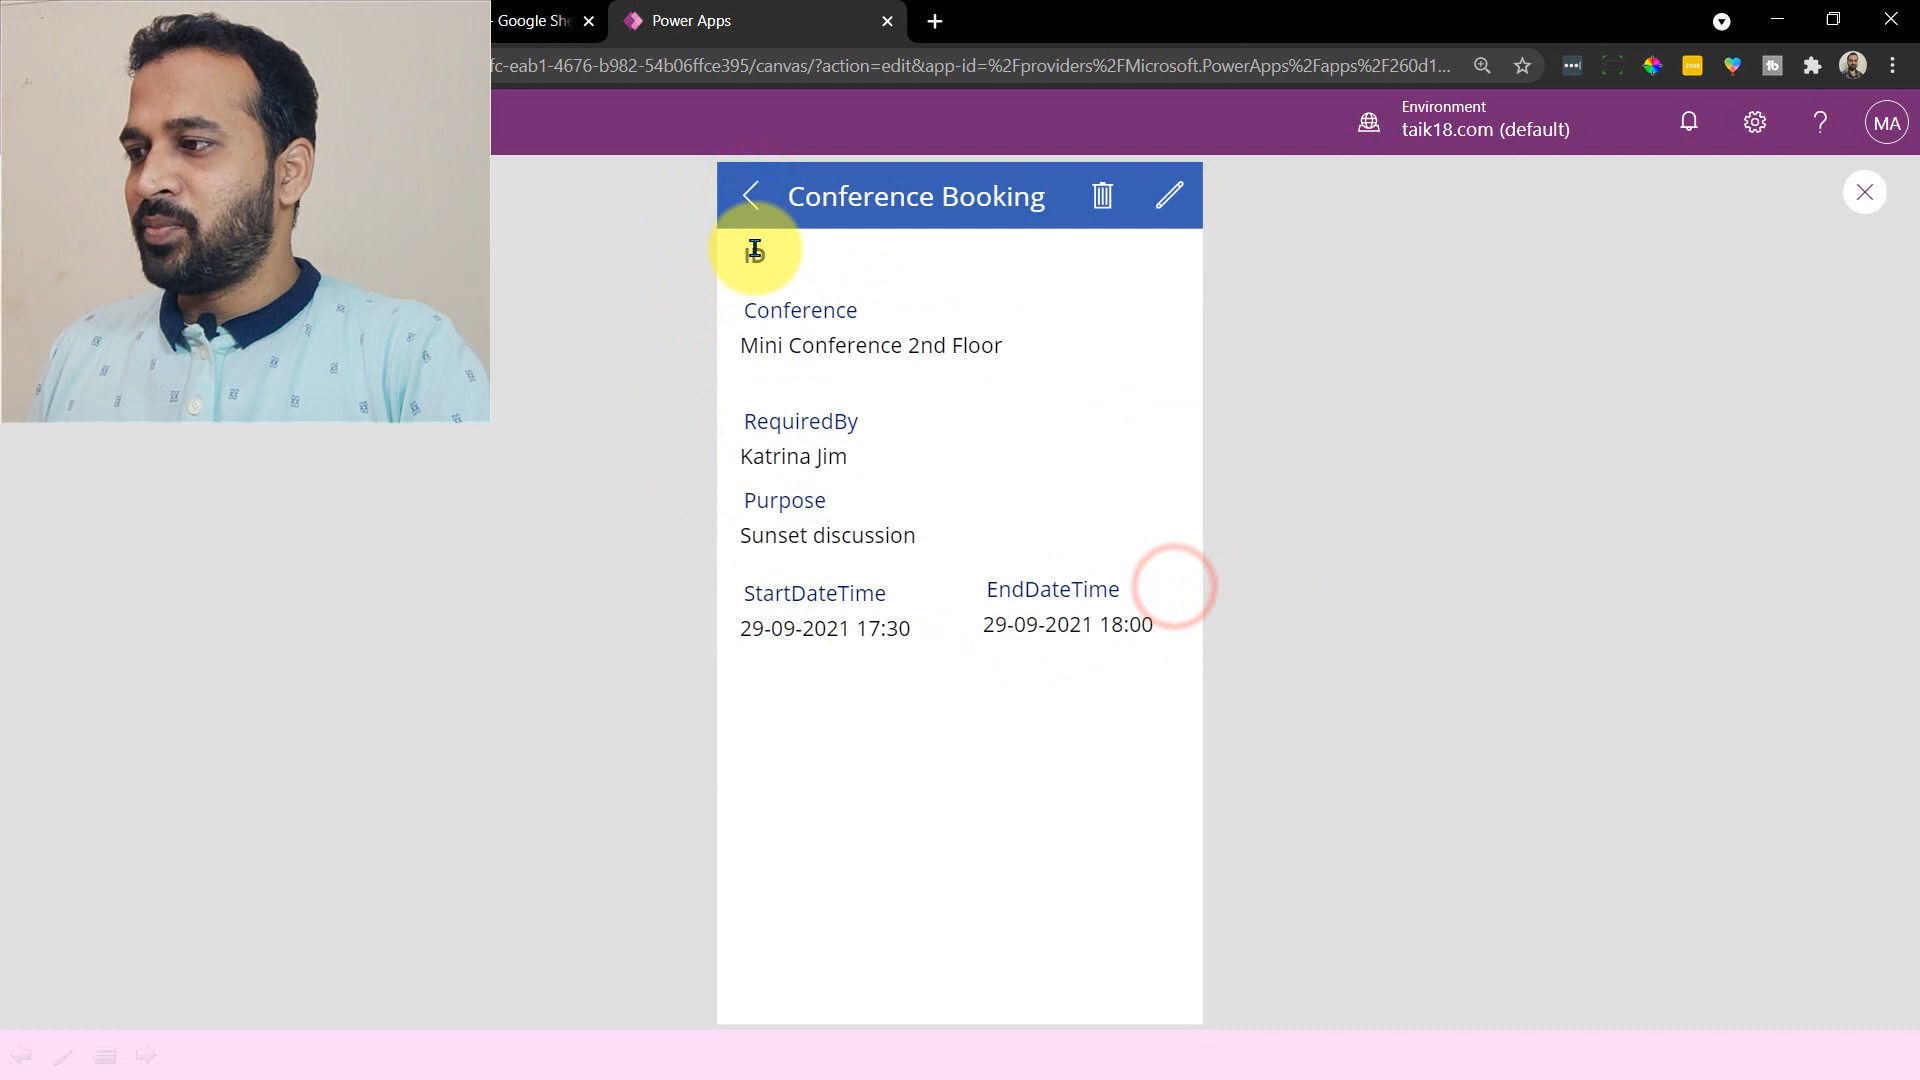 - Google She
Power Apps
fc-eab1-4676-b982-54b06ffce395/canvas/?action=edit&app-id=%2Fproviders%2FMicrosoft.PowerApps%2Fapps%2F260d1...
Environment
taik18.com (default)
MA
Conference Booking
ID
Conference
Mini Conference 2nd Floor
RequiredBy
Katrina Jim
Purpose
Sunset discussion
StartDateTime
EndDateTime
29-09-2021 17:30
29-09-2021 18:00